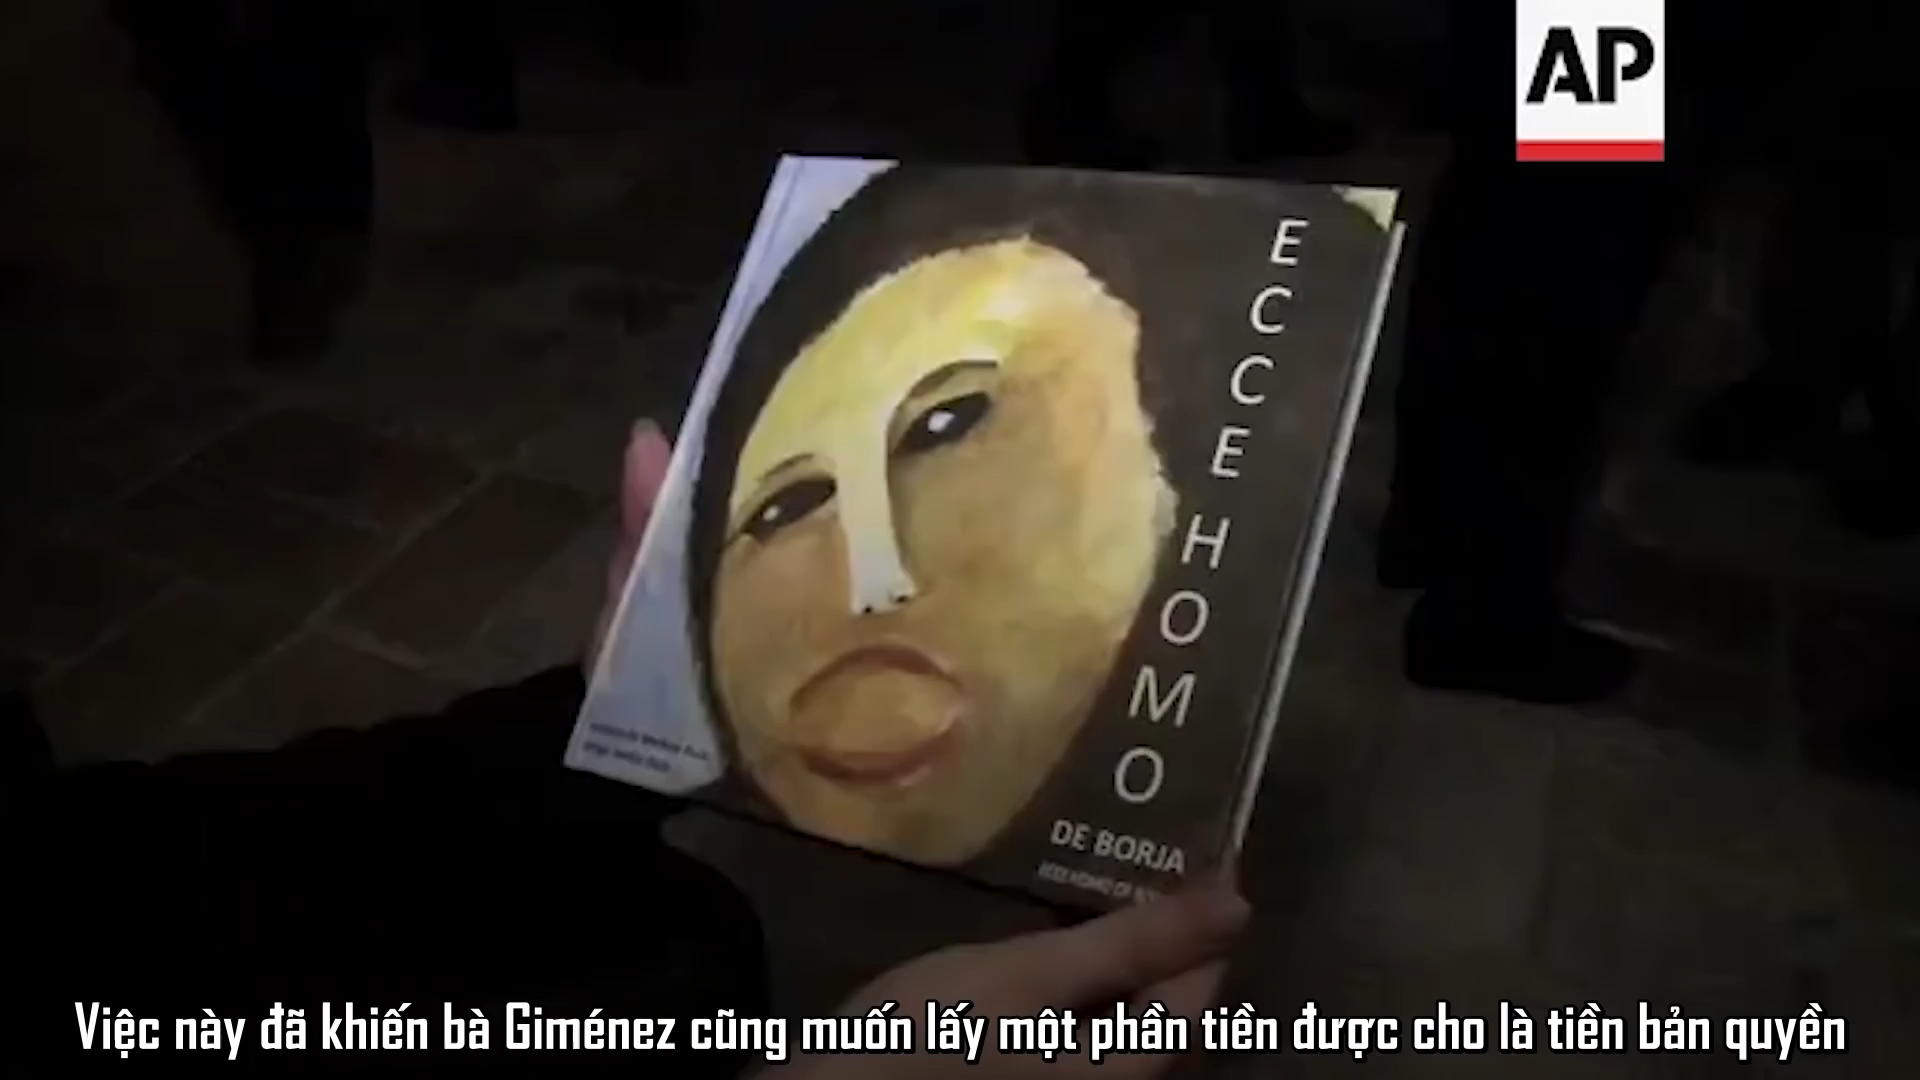 AP
ECCE HOMO
DE BORJA
Việc này đã khiến bà Giménez cũng muốn lấy một phần tiền được cho là tiền bản quyền